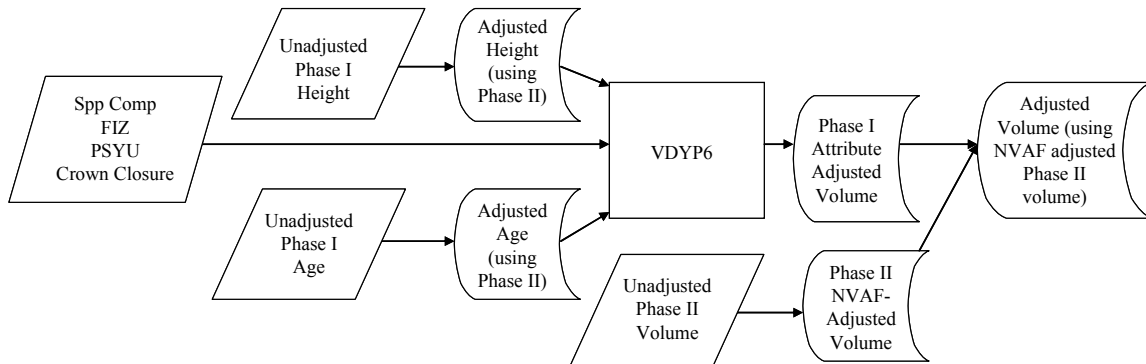 Unadjusted
Phase I
Height
Adjusted
Height
(using
Phase II)
Spp Comp
FIZ
PSYU
Crown Closure
VDYP6
Phase I
Attribute
Adjusted
Volume
Adjusted
Volume (using
NVAF adjusted
Phase II
volume)
Unadjusted
Phase I
Age
Adjusted
Age
(using
Phase II)
Unadjusted
Phase II
Volume
Phase II
NVAF-
Adjusted
Volume